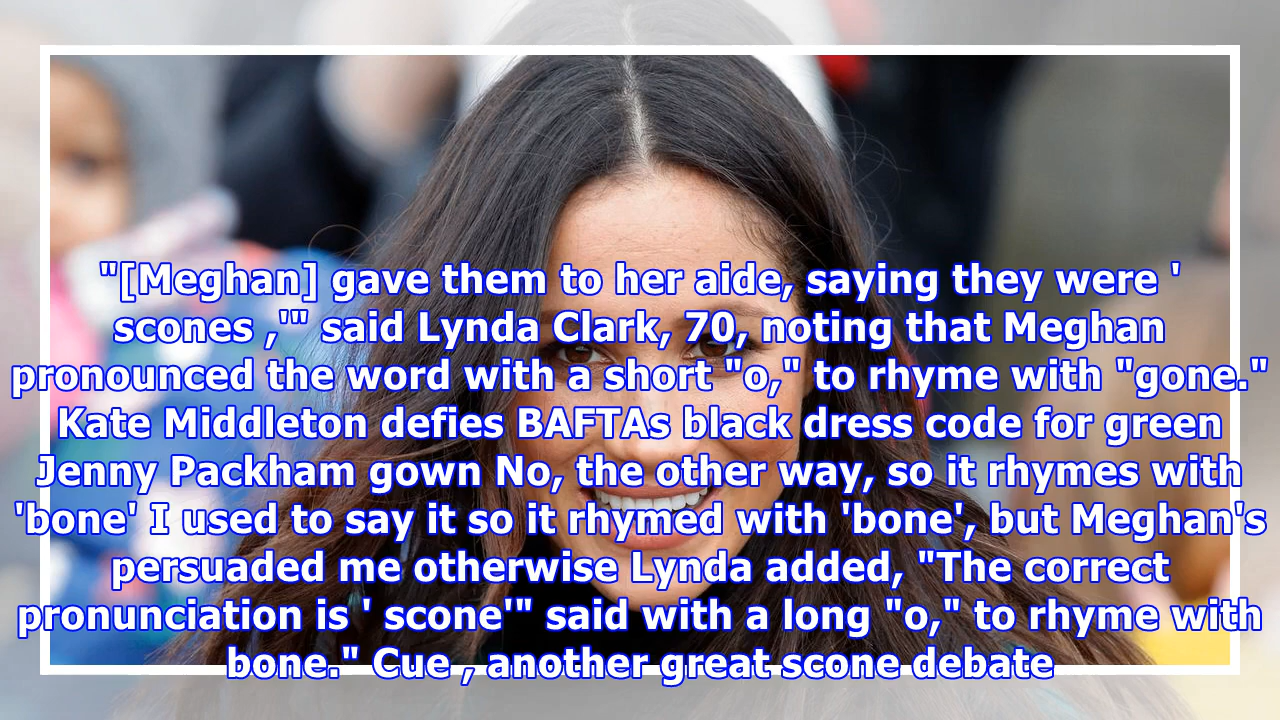 "[Meghan] gave them to her aide, saying they were '
scones ,'" said Lynda Clark, 70, noting that Meghan
pronounced the word with a short "o," to rhyme with "gone."
Kate Middleton defies BAFTAs black dress code for green
Jenny Packham gown No, the other way, so it rhymes with
'bone' I used to say it so it rhymed with 'bone', but Meghan's
persuaded me otherwise Lynda added, "The correct
pronunciation is ' scone'" said with a long "o," to rhyme with
bone." Cue , another great scone debate